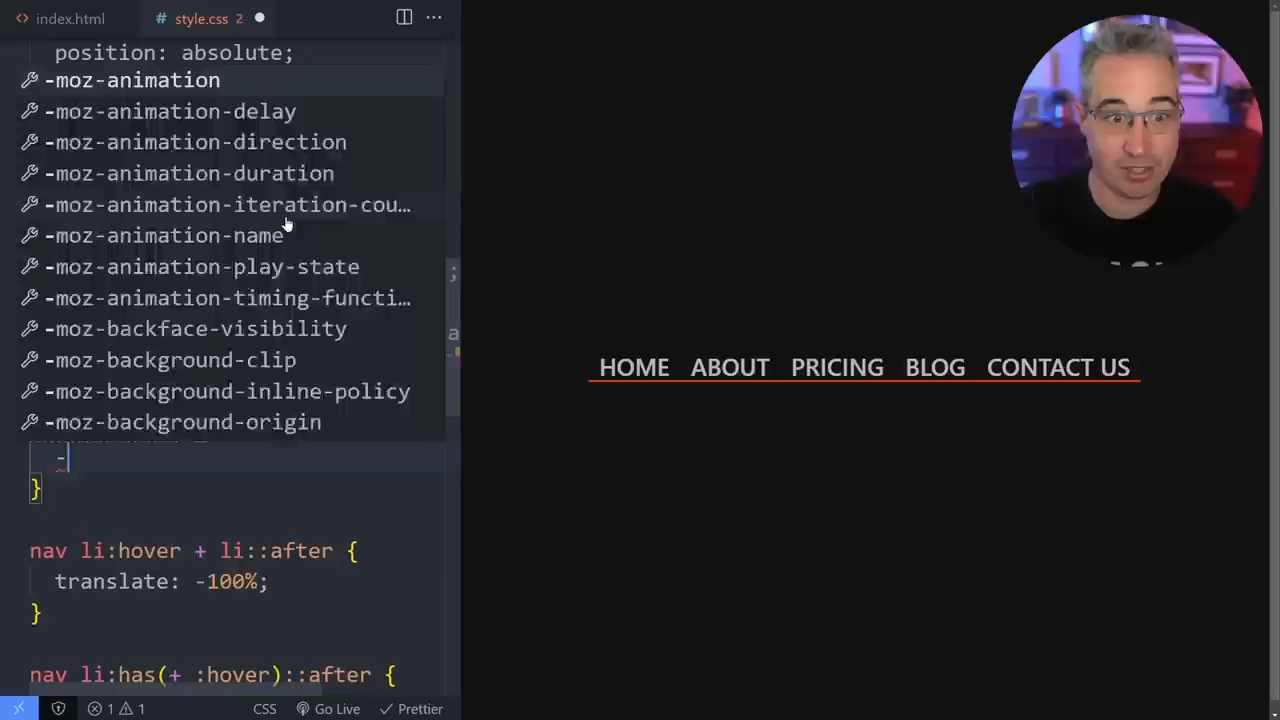 index.html
style.css 2
position: absolute;
-moz-animation
-moz-animation-delay
-moz-animation-direction
-moz-animation-duration
-moz-animation-iteration-cou…
-moz-animation-name
-moz-animation-play-state
-moz-animation-timing-functi…
-moz-backface-visibility
-moz-background-clip
-moz-background-inline-policy
-moz-background-origin
;
a
-
}
nav li:hover + li::after {
translate: -100%;
}
nav li:has(+ :hover)::after {
1 1 CSS Go Live Prettier
HOME ABOUT PRICING BLOG CONTACT US